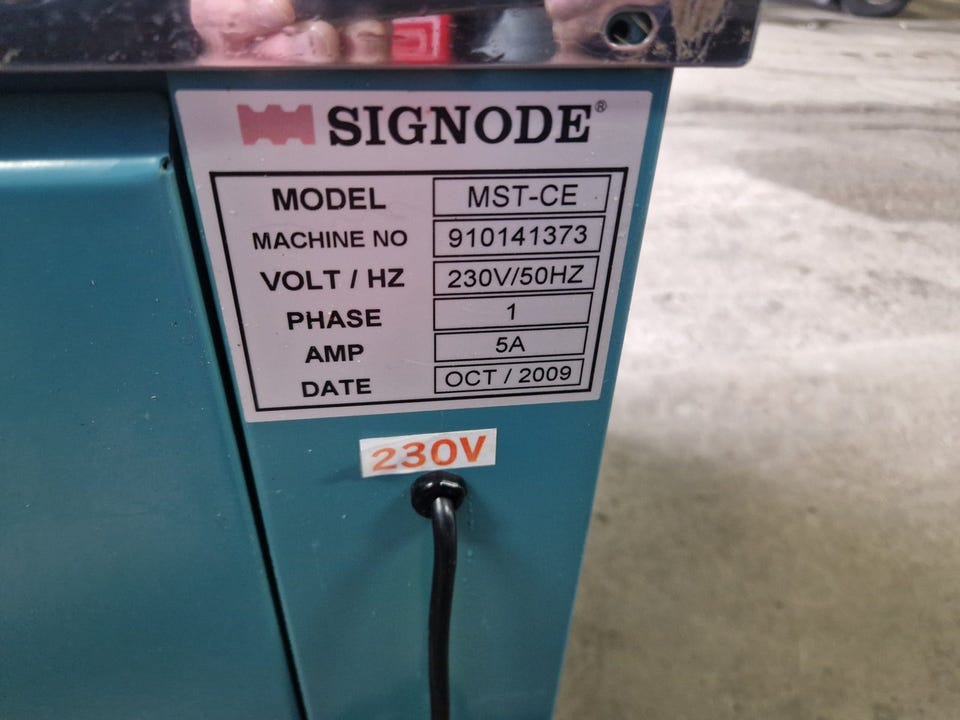 SIGNODE®
MODEL MST-CE
MACHINE NO 910141373
VOLT / HZ 230V/50HZ
PHASE 1
AMP 5A
DATE OCT / 2009
230V